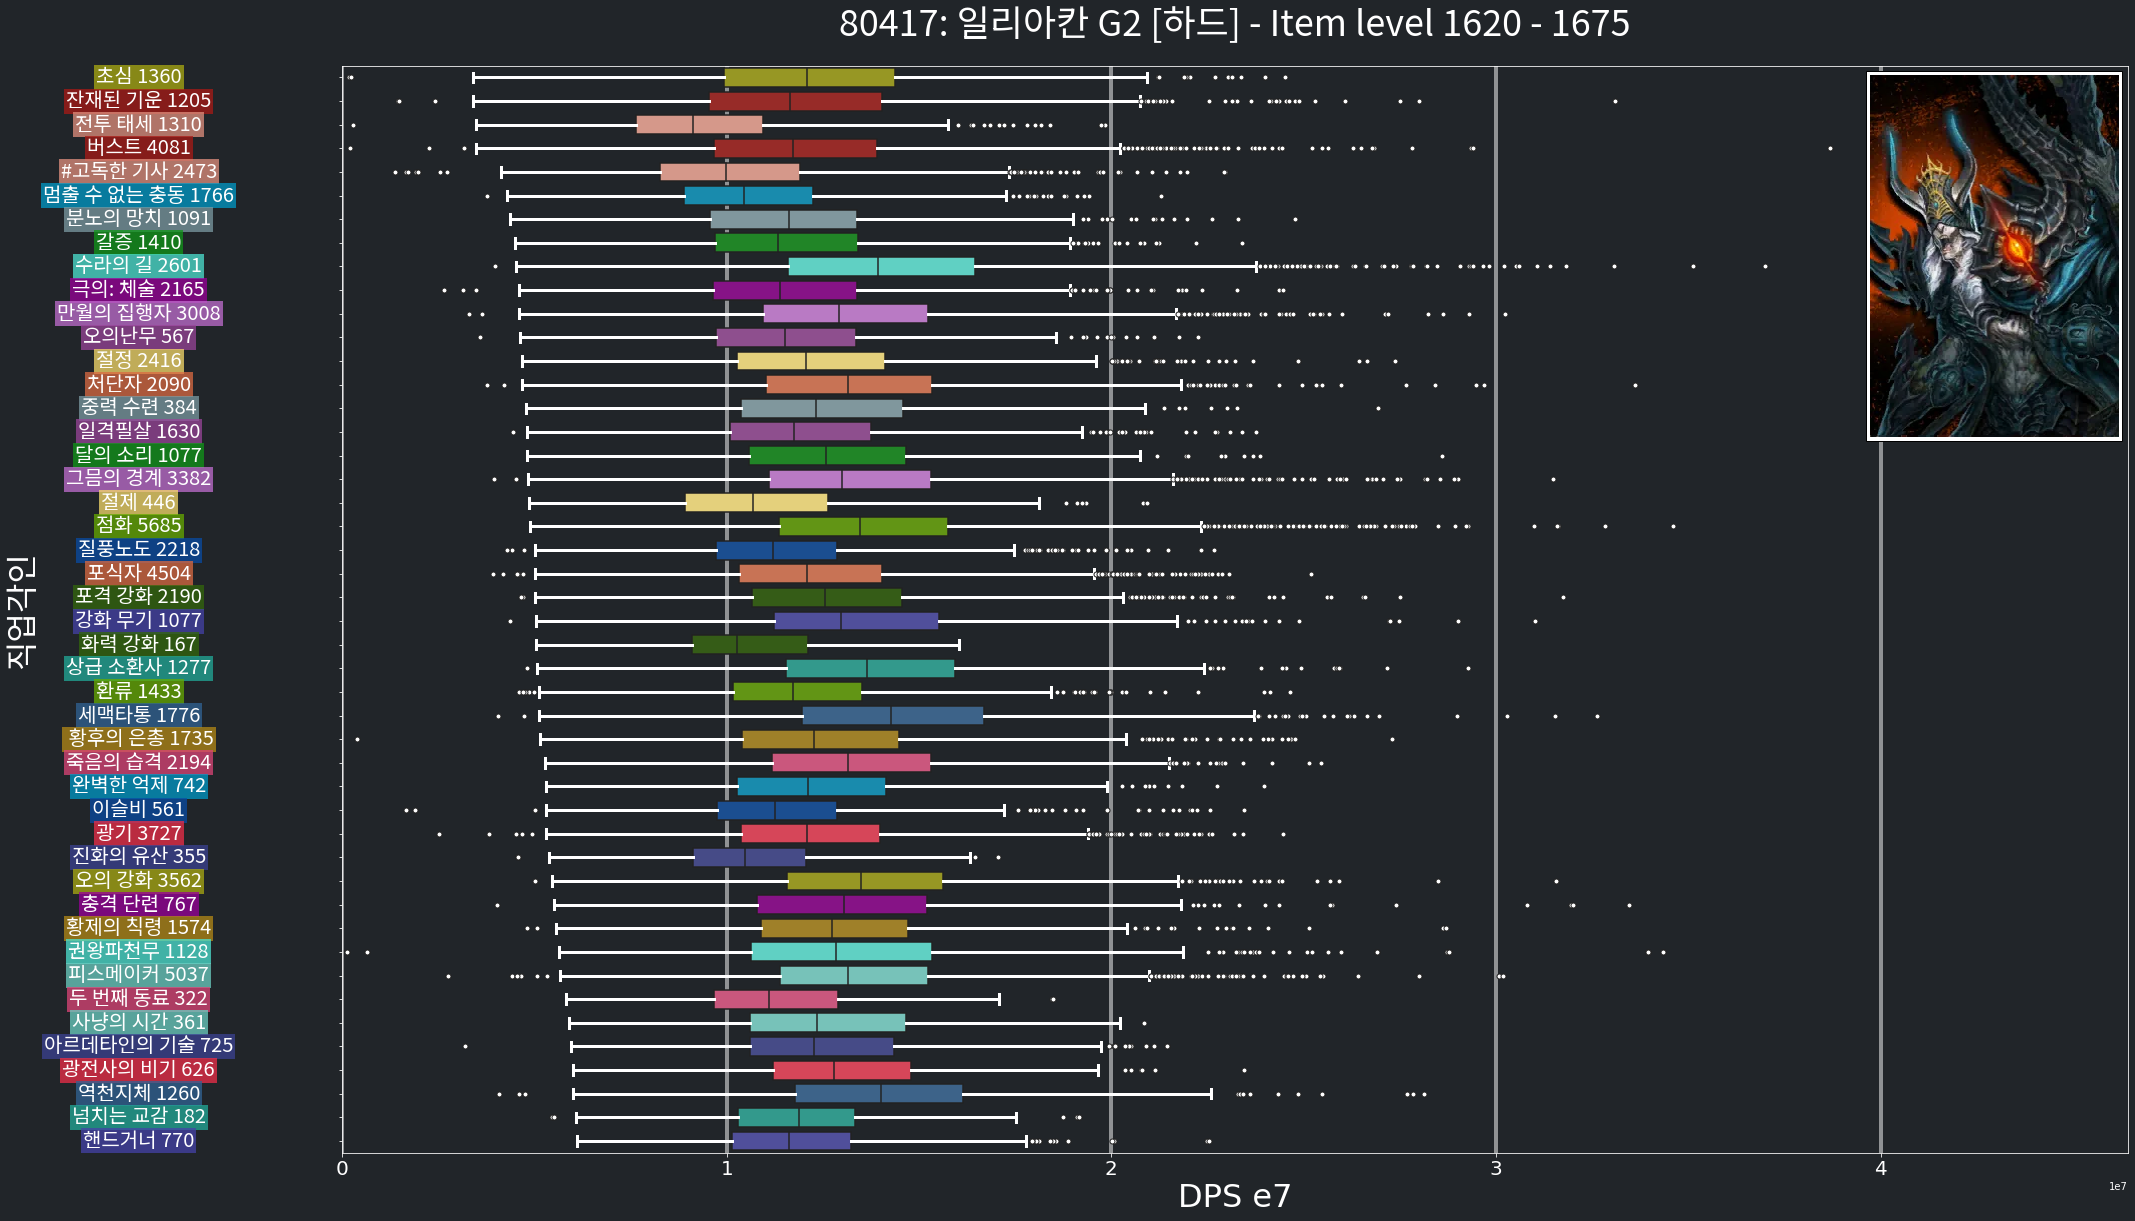 80417: 일리아칸 G2 [하드] - Item level 1620 - 1675
직업각인
초심 1360
잔재된 기운 1205
전투 태세 1310
버스트 4081
#고독한 기사 2473
멈출 수 없는 충동 1766
분노의 망치 1091
갈증 1410
수라의 길 2601
극의: 체술 2165
만월의 집행자 3008
오의난무 567
절정 2416
처단자 2090
중력 수련 384
일격필살 1630
달의 소리 1077
그믐의 경계 3382
절제 446
점화 5685
질풍노도 2218
포식자 4504
포격 강화 2190
강화 무기 1077
화력 강화 167
상급 소환사 1277
환류 1433
세맥타통 1776
황후의 은총 1735
죽음의 습격 2194
완벽한 억제 742
이슬비 561
광기 3727
진화의 유산 355
오의 강화 3562
충격 단련 767
황제의 칙령 1574
권왕파천무 1128
피스메이커 5037
두 번째 동료 322
사냥의 시간 361
아르데타인의 기술 725
광전사의 비기 626
역천지체 1260
넘치는 교감 182
핸드거너 770
0 1 2 3 4
1e7
DPS e7